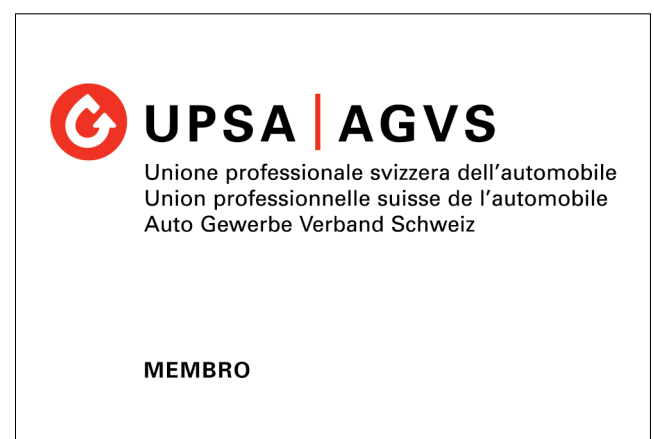 UPSA | AGVS
Unione professionale svizzera dell'automobile
Union professionnelle suisse de l'automobile
Auto Gewerbe Verband Schweiz
MEMBRO